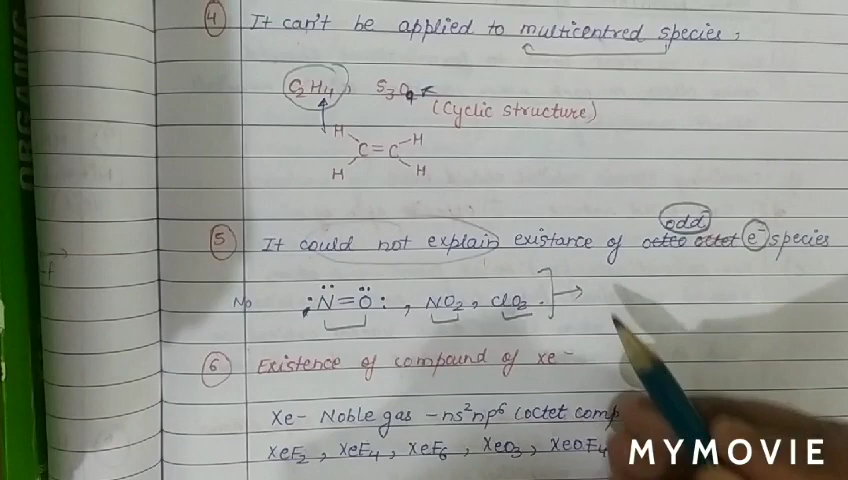 ORGANIC
4 It can't be applied to multicentred species,
C2H4, S3O9
(Cyclic structure)
H H
C=C
H H
5 It could not explain existance of odd e- species
No :N̈=Ö:, NO2, ClO2.
6 Existence of compound of xe-
Xe- Noble gas -ns²np⁶ (octet comp
XeF2, XeF4, XeF6, XeO3, XeOF4
MYMOVIE